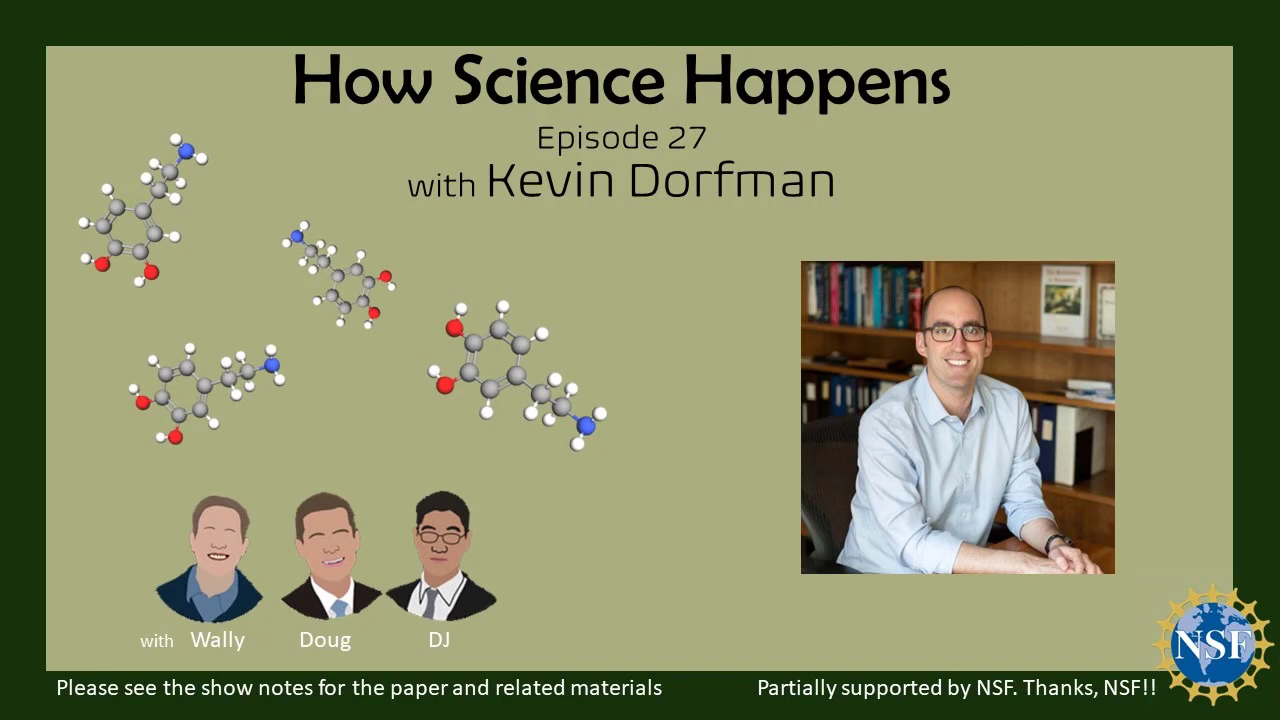 How Science Happens
Episode 27
with Kevin Dorfman
with Wally Doug DJ
NSF
Please see the show notes for the paper and related materials
Partially supported by NSF. Thanks, NSF!!